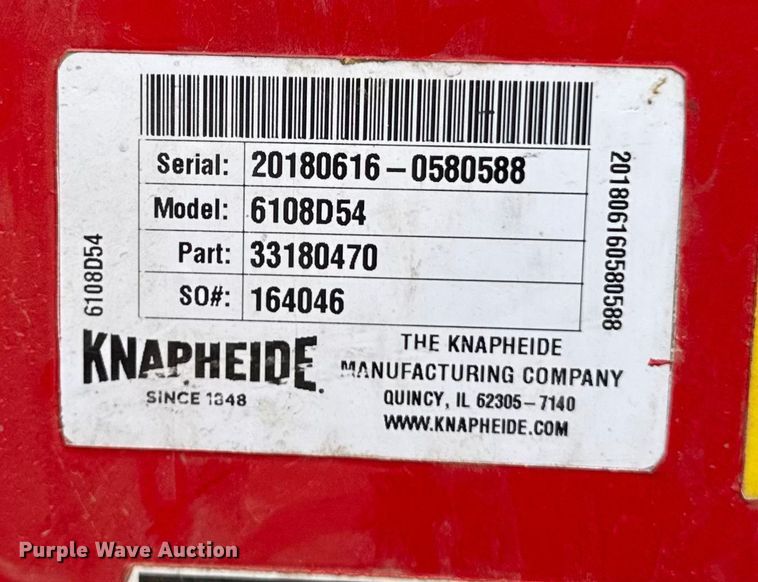 Serial: 20180616-0580588
Model: 6108D54
Part: 33180470
SO#: 164046
6108D54
201806160580588
KNAPHEIDE
SINCE 1848
THE KNAPHEIDE
MANUFACTURING COMPANY
QUINCY, IL 62305-7140
WWW.KNAPHEIDE.COM
Purple Wave Auction